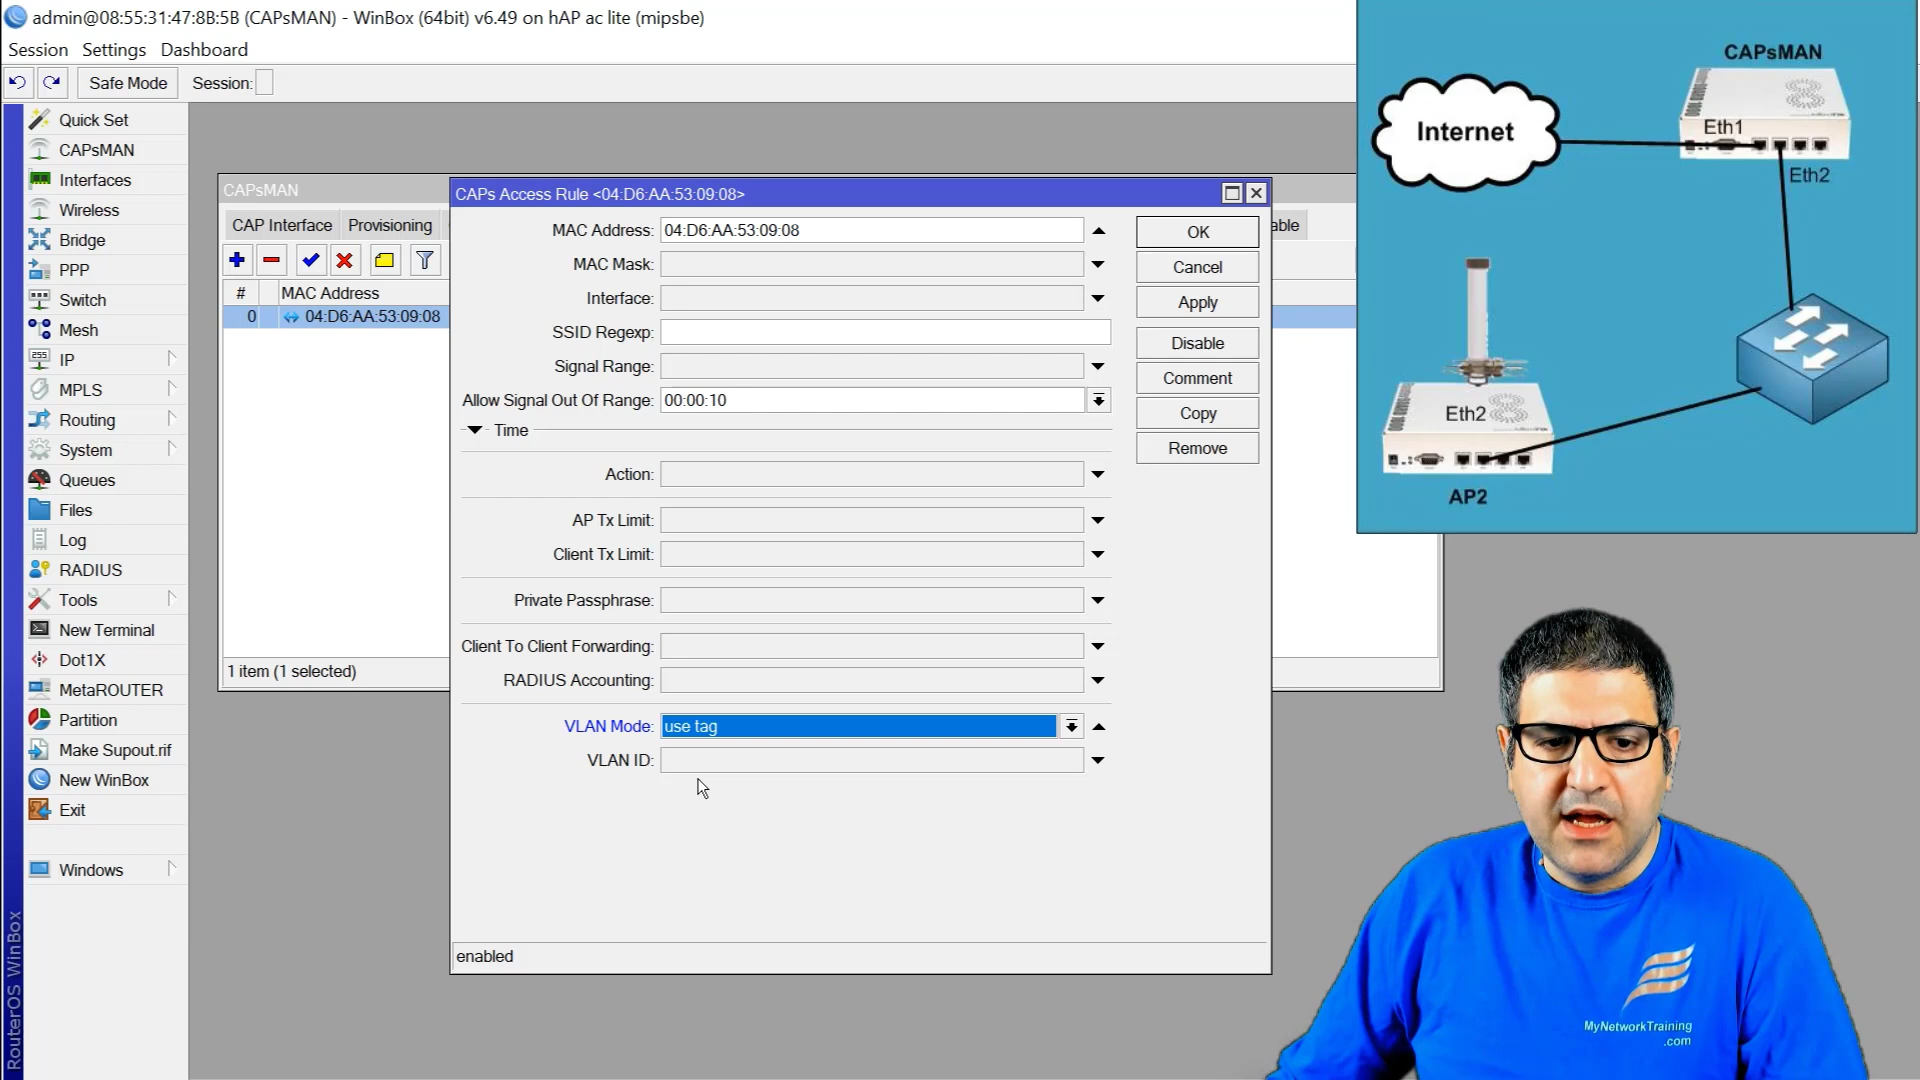 admin@08:55:31:47:8B:5B (CAPsMAN) - WinBox (64bit) v6.49 on hAP ac lite (mipsbe)
Session Settings Dashboard
Safe Mode Session:
Quick Set
CAPsMAN
Interfaces
Wireless
Bridge
PPP
Switch
Mesh
IP
MPLS
Routing
System
Queues
Files
Log
RADIUS
Tools
New Terminal
Dot1X
MetaROUTER
Partition
Make Supout.rif
New WinBox
Exit
Windows
RouterOS WinBox
CAPsMAN
CAP Interface Provisioning
able
# MAC Address
0 04:D6:AA:53:09:08
1 item (1 selected)
CAPs Access Rule <04:D6:AA:53:09:08>
MAC Address: 04:D6:AA:53:09:08
MAC Mask:
Interface:
SSID Regexp:
Signal Range:
Allow Signal Out Of Range: 00:00:10
Time
Action:
AP Tx Limit:
Client Tx Limit:
Private Passphrase:
Client To Client Forwarding:
RADIUS Accounting:
VLAN Mode: use tag
VLAN ID:
enabled
OK
Cancel
Apply
Disable
Comment
Copy
Remove
CAPsMAN
Internet
Eth1
Eth2
Eth2
AP2
MyNetworkTraining
.com